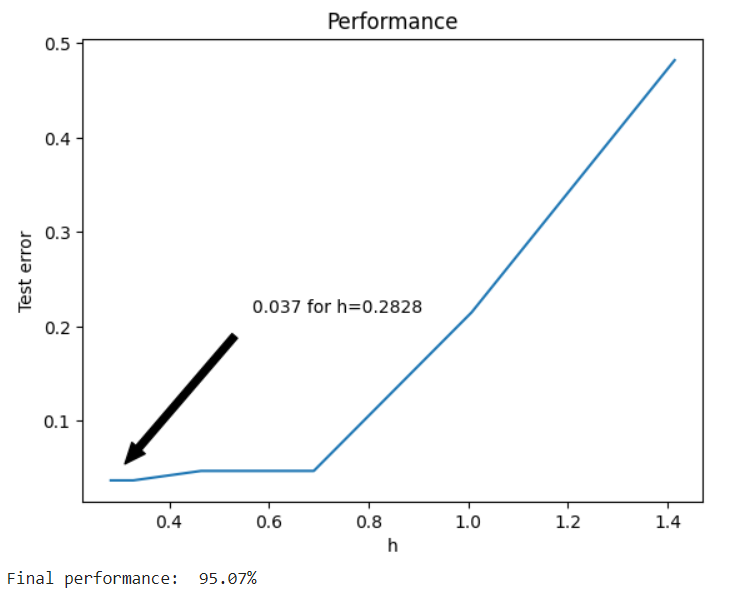 Performance
0.5
0.4
0.3
0.2
0.1
Test error
0.037 for h=0.2828
0.4 0.6 0.8 1.0 1.2 1.4
h
Final performance:  95.07%